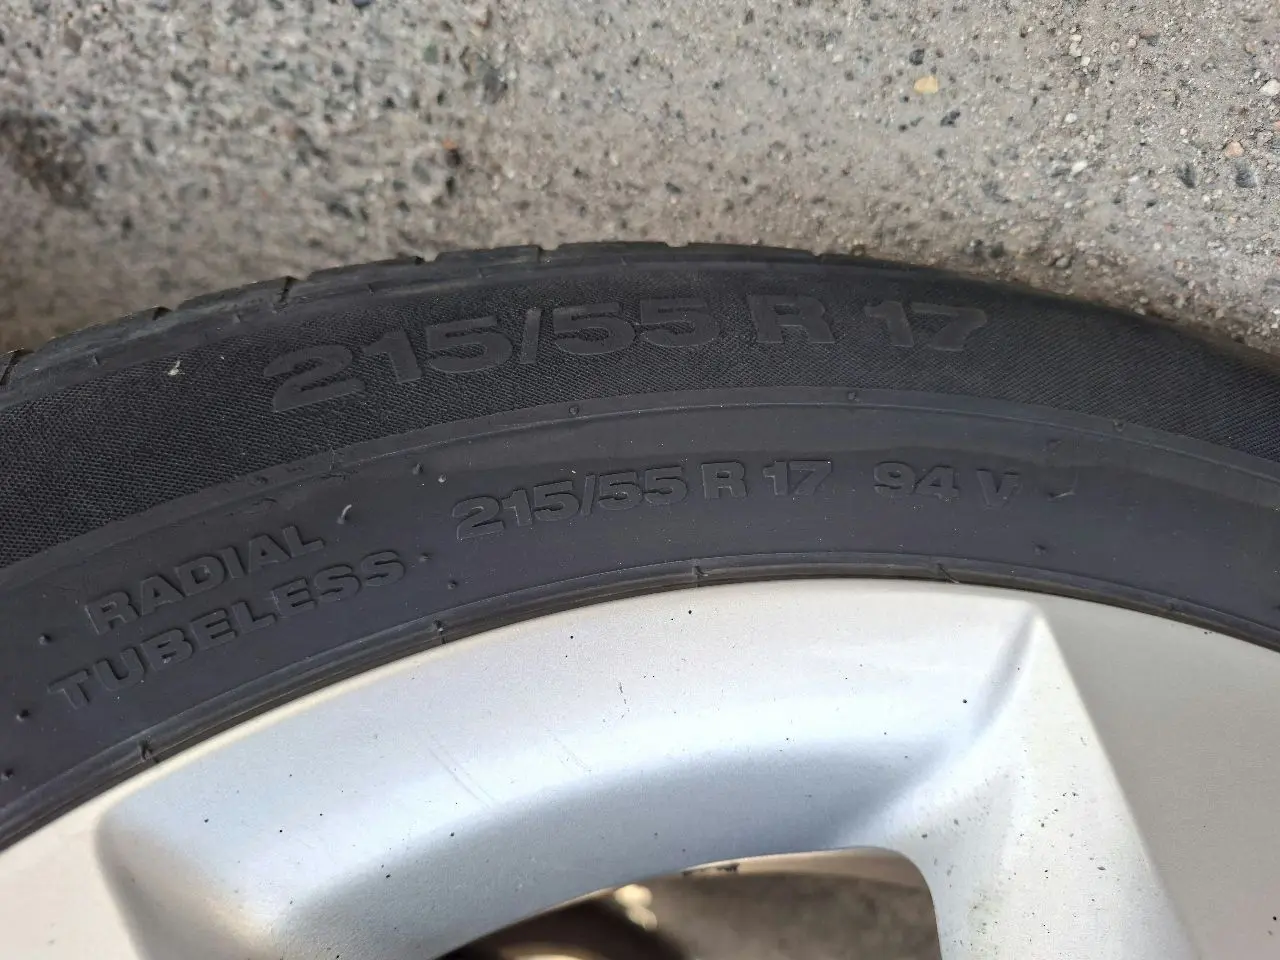 215/55 R 17
215/55 R 17 94 V
RADIAL
TUBELESS